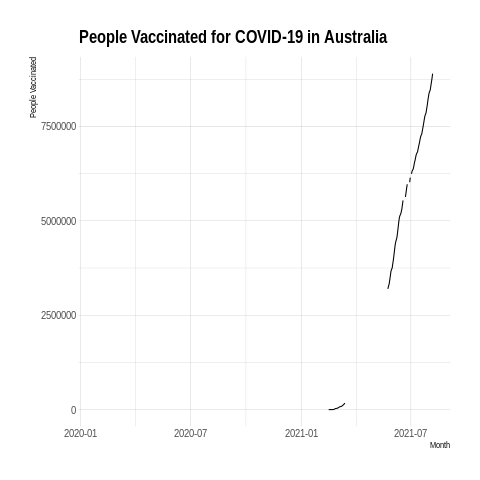 People Vaccinated for COVID-19 in Australia
People Vaccinated
7500000
5000000
2500000
0
2020-01 2020-07 2021-01 2021-07
Month